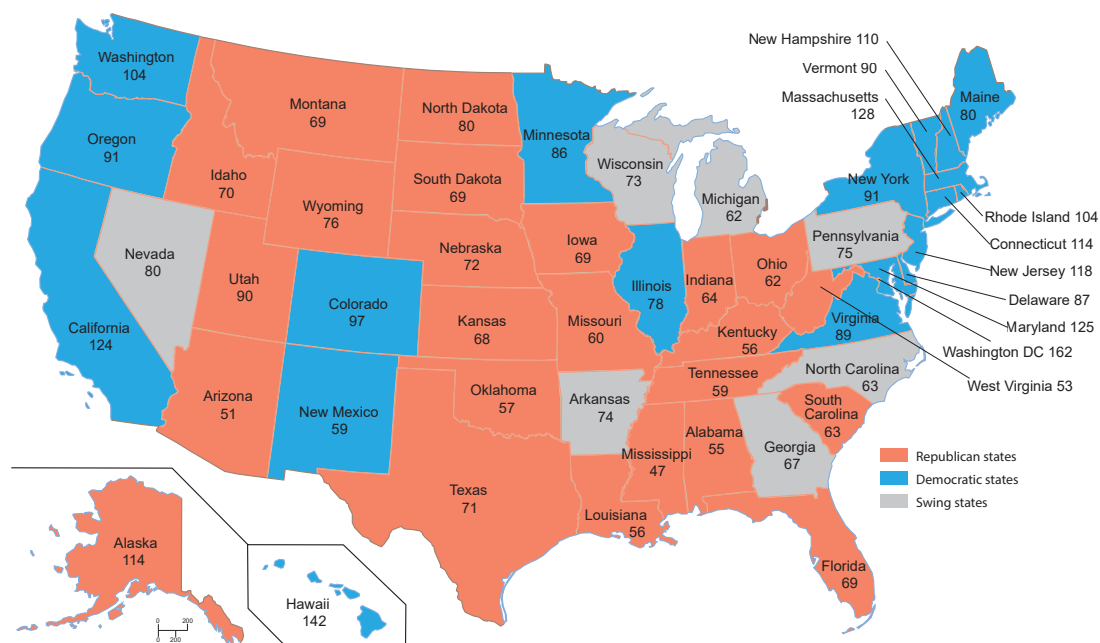 Washington
104
Oregon
91
California
124
Nevada
80
Idaho
70
Montana
69
Wyoming
76
Utah
90
Arizona
51
Colorado
97
New Mexico
59
North Dakota
80
South Dakota
69
Nebraska
72
Kansas
68
Oklahoma
57
Texas
71
Minnesota
86
Iowa
69
Missouri
60
Arkansas
74
Louisiana
56
Wisconsin
73
Illinois
78
Michigan
62
Indiana
64
Ohio
62
Kentucky
56
Tennessee
59
Mississippi
47
Alabama
55
Georgia
67
Florida
69
South
Carolina
63
North Carolina
63
Virginia
89
Pennsylvania
75
New York
91
Maine
80
New Hampshire 110
Vermont 90
Massachusetts
128
Rhode Island 104
Connecticut 114
New Jersey 118
Delaware 87
Maryland 125
Washington DC 162
West Virginia 53
Republican states
Democratic states
Swing states
Alaska
114
Hawaii
142
0 200
0 200